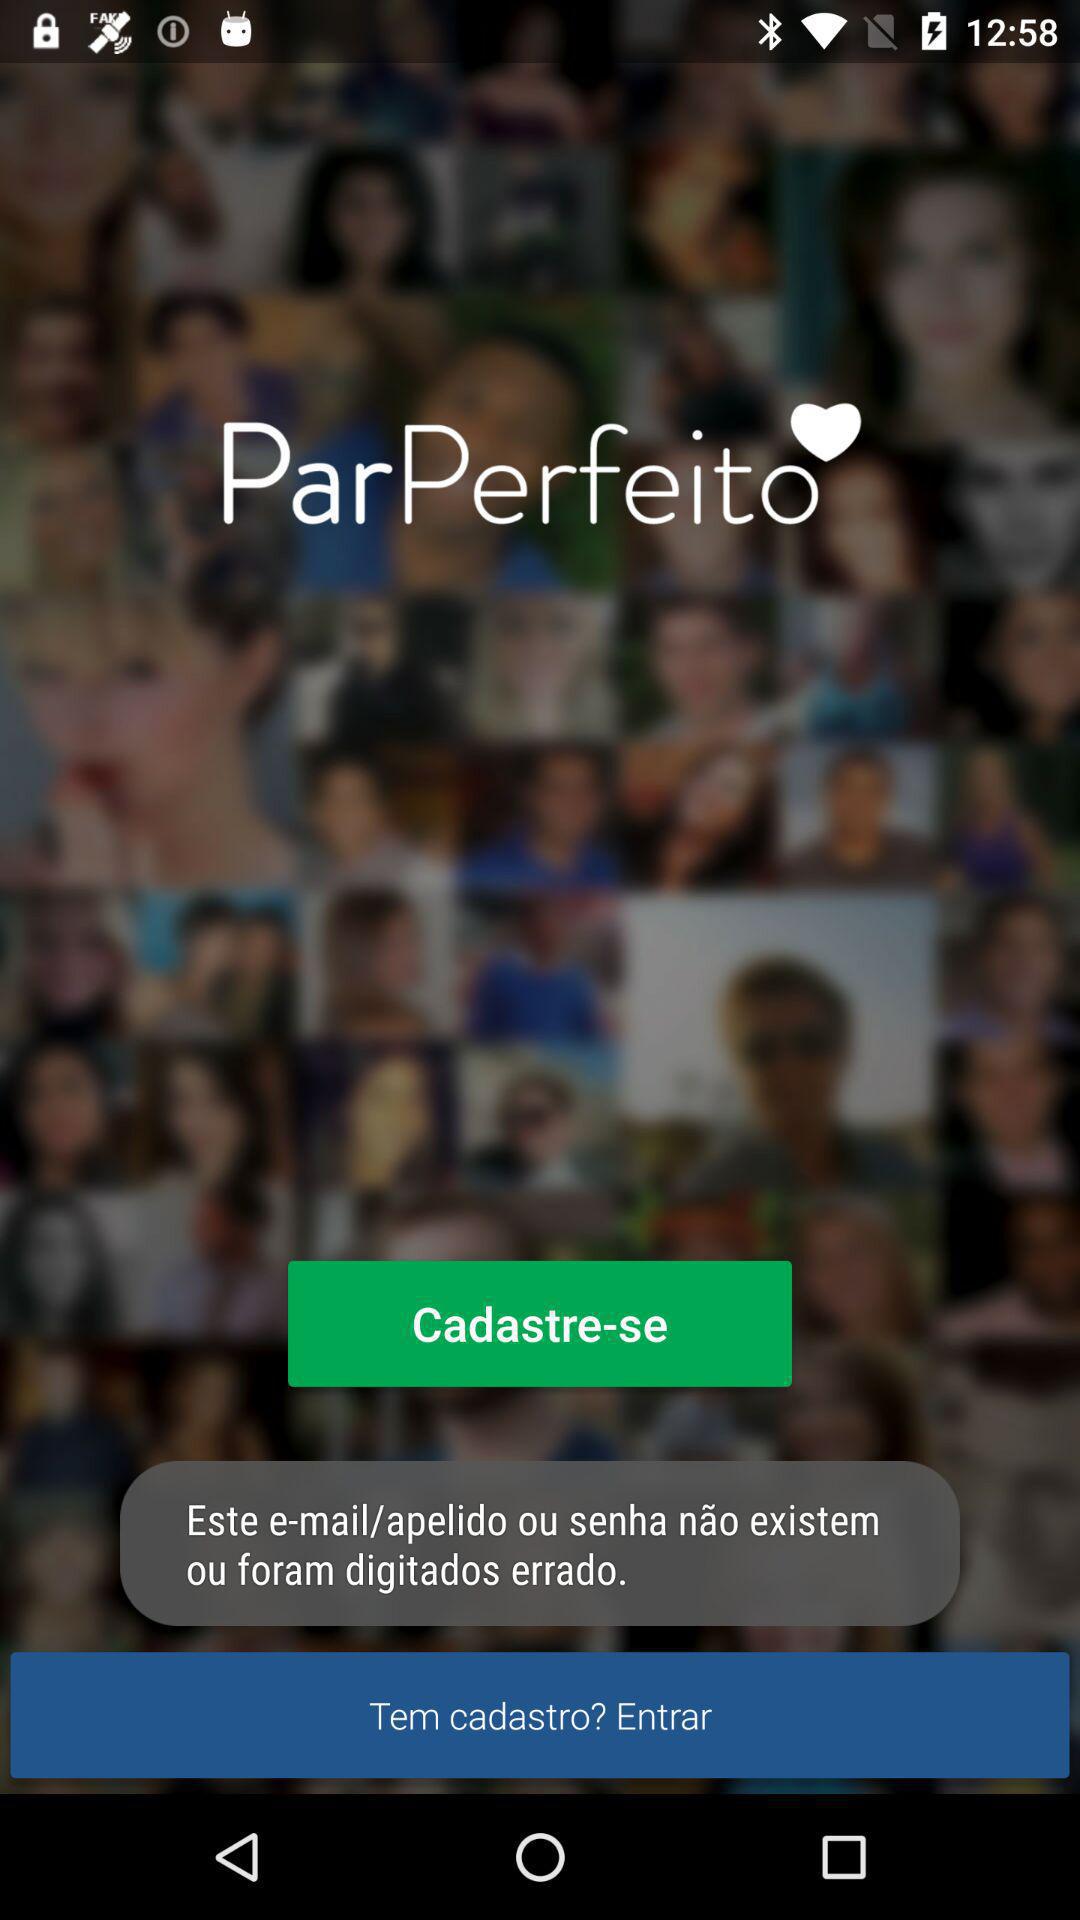 FAKE
12:58
ParPerfeito
Cadastre-se
Este e-mail/apelido ou senha não existem
ou foram digitados errado.
Tem cadastro? Entrar